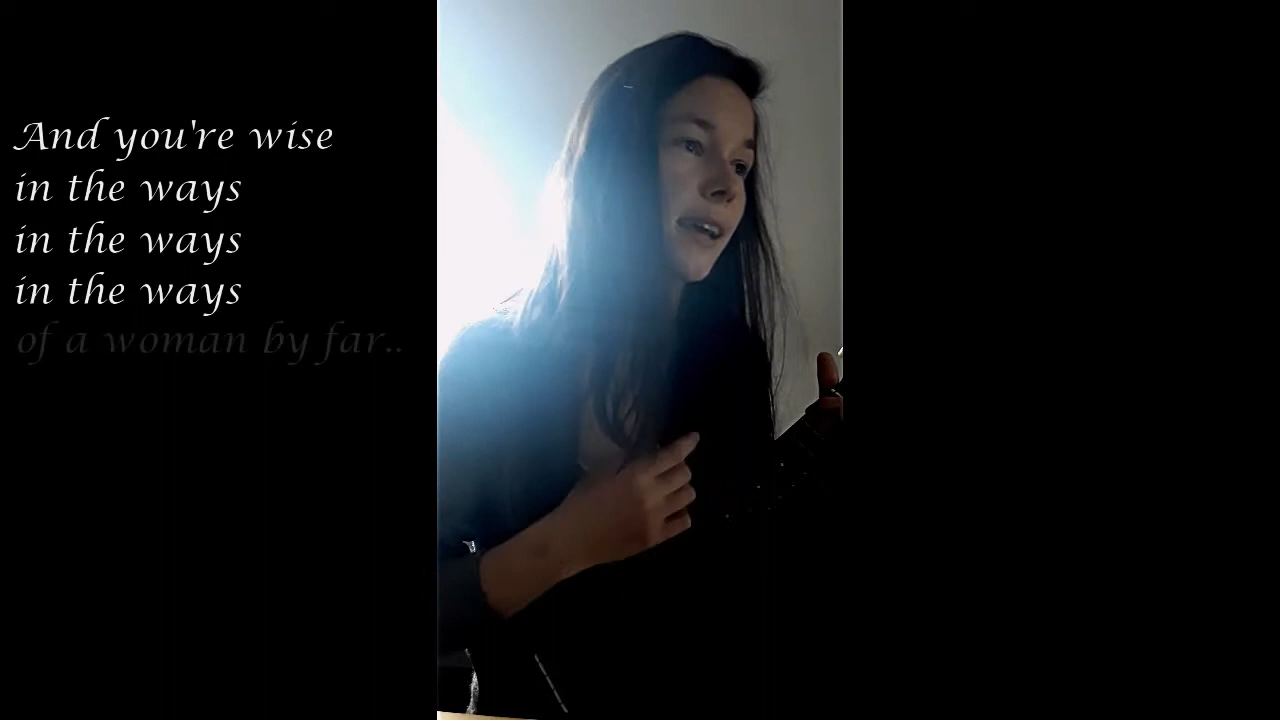 And you're wise
in the ways
in the ways
in the ways
of a woman by far..